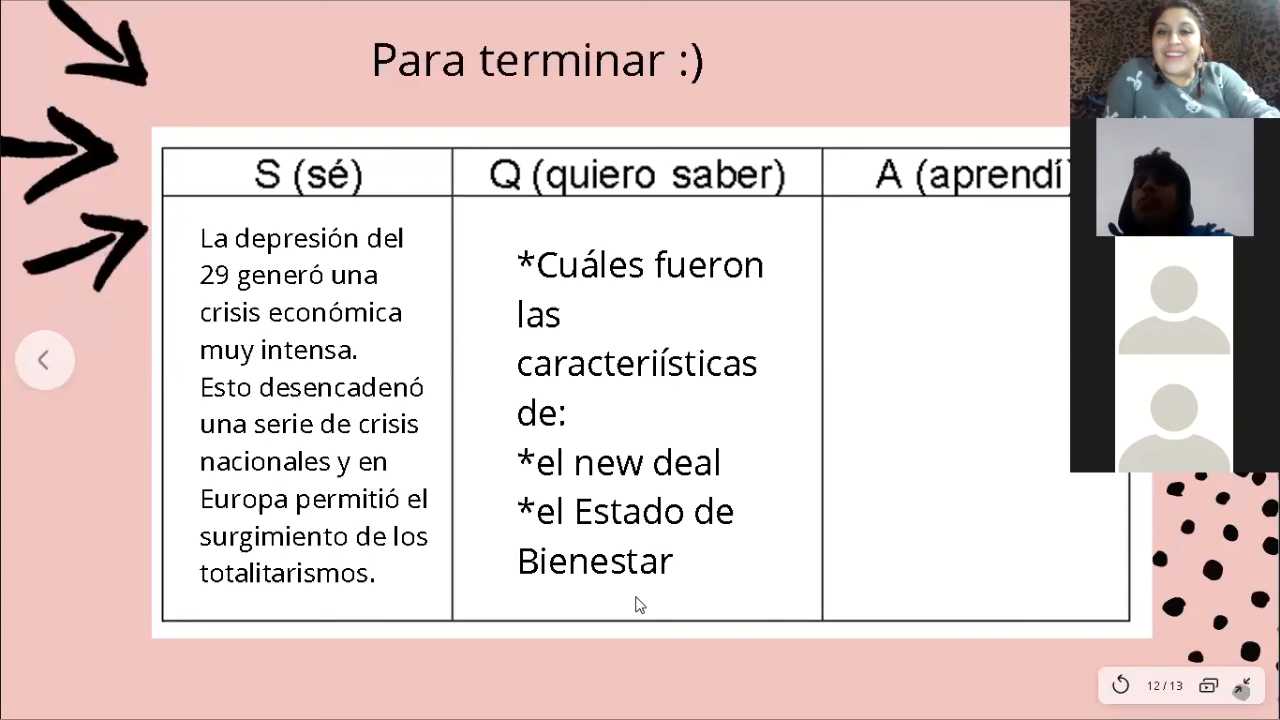 Para terminar :)
S (sé)
Q (quiero saber)
A (aprendí)
La depresión del
29 generó una
crisis económica
muy intensa.
Esto desencadenó
una serie de crisis
nacionales y en
Europa permitió el
surgimiento de los
totalitarismos.
*Cuáles fueron
las
caracteriísticas
de:
*el new deal
*el Estado de
Bienestar
12 / 13